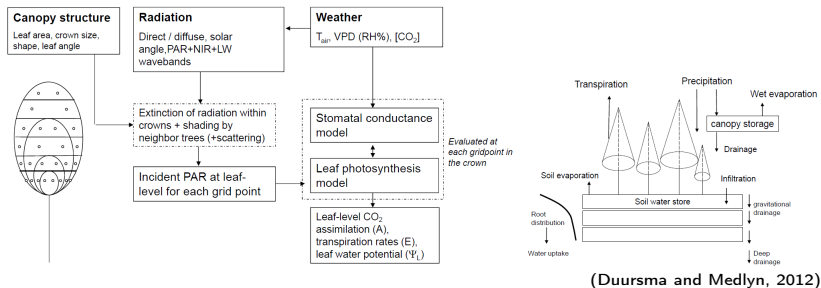 Canopy structure
Leaf area, crown size,
shape, leaf angle
Radiation
Direct / diffuse, solar
angle,PAR+NIR+LW
wavebands
Weather
Tair, VPD (RH%), [CO2]
Extinction of radiation within
crowns + shading by
neighbor trees (+scattering)
Incident PAR at leaf-
level for each grid point
Stomatal conductance
model
Leaf photosynthesis
model
Evaluated at
each gridpoint in
the crown
Leaf-level CO2
assimilation (A),
transpiration rates (E),
leaf water potential (ΨL)
Transpiration
Precipitation
Wet evaporation
canopy storage
Drainage
Soil evaporation
Infiltration
Soil water store
Root
distribution
gravitational
drainage
Water uptake
Deep
drainage
(Duursma and Medlyn, 2012)